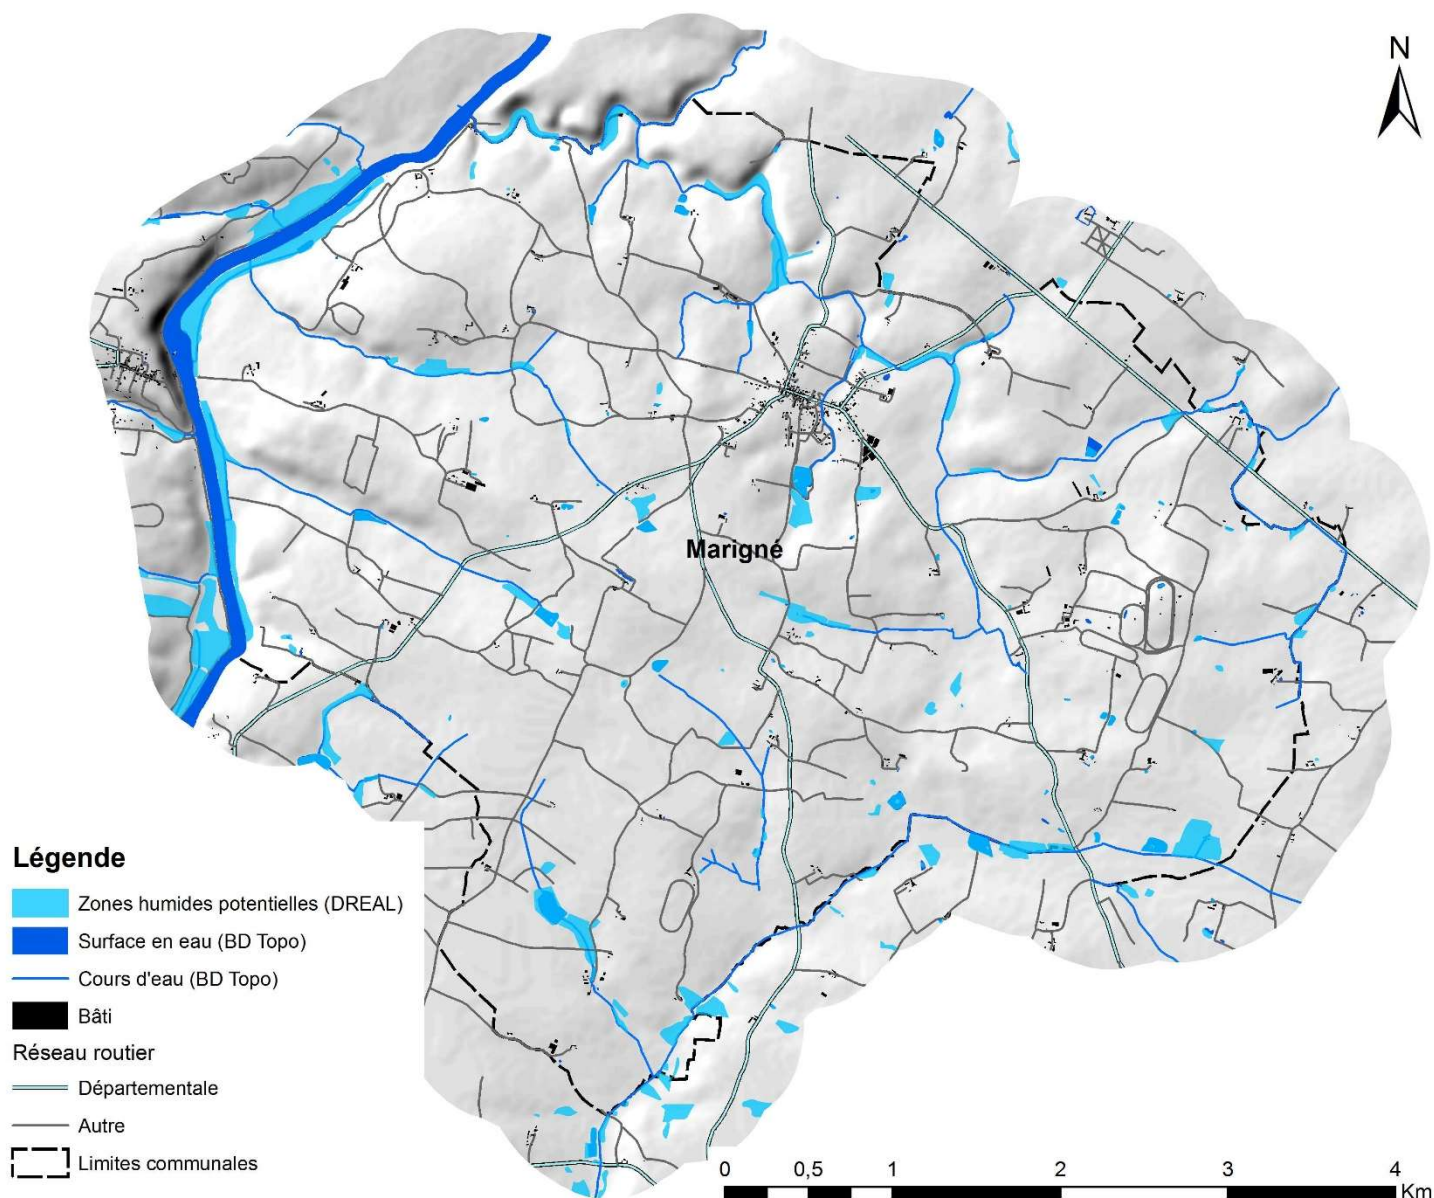 N
Marigné
Légende
Zones humides potentielles (DREAL)
Surface en eau (BD Topo)
Cours d'eau (BD Topo)
Bâti
Réseau routier
Départementale
Autre
Limites communales
0 0,5 1 2 3 4
Km